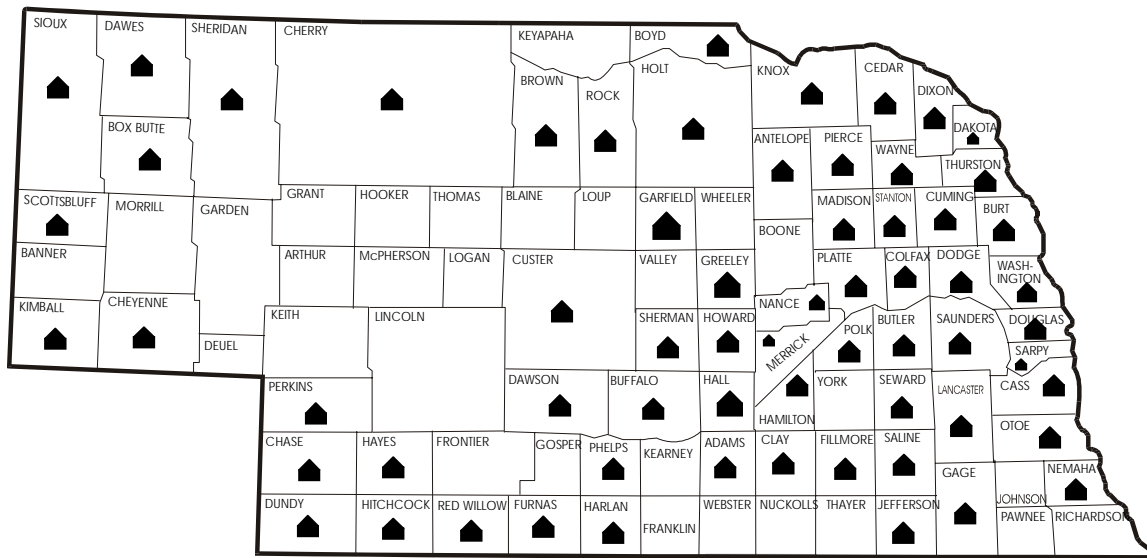 SIOUX
DAWES
SHERIDAN
CHERRY
KEYAPAHA
BOYD
BROWN
ROCK
HOLT
KNOX
CEDAR
DIXON
DAKOTA
BOX BUTTE
ANTELOPE
PIERCE
WAYNE
THURSTON
SCOTTSBLUFF
MORRILL
GARDEN
GRANT
HOOKER
THOMAS
BLAINE
LOUP
GARFIELD
WHEELER
BOONE
MADISON
STANTON
CUMING
BURT
BANNER
ARTHUR
McPHERSON
LOGAN
CUSTER
VALLEY
GREELEY
PLATTE
COLFAX
DODGE
WASH-
INGTON
KIMBALL
CHEYENNE
DEUEL
KEITH
LINCOLN
SHERMAN
HOWARD
NANCE
MERRICK
POLK
BUTLER
SAUNDERS
DOUGLAS
SARPY
PERKINS
DAWSON
BUFFALO
HALL
HAMILTON
YORK
SEWARD
LANCASTER
CASS
OTOE
CHASE
HAYES
FRONTIER
GOSPER
PHELPS
KEARNEY
ADAMS
CLAY
FILLMORE
SALINE
GAGE
JOHNSON
NEMAHA
DUNDY
HITCHCOCK
RED WILLOW
FURNAS
HARLAN
FRANKLIN
WEBSTER
NUCKOLLS
THAYER
JEFFERSON
PAWNEE
RICHARDSON